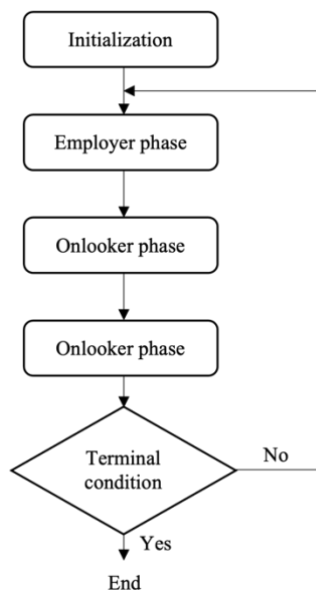 Initialization
Employer phase
Onlooker phase
Onlooker phase
Terminal
condition
No
Yes
End